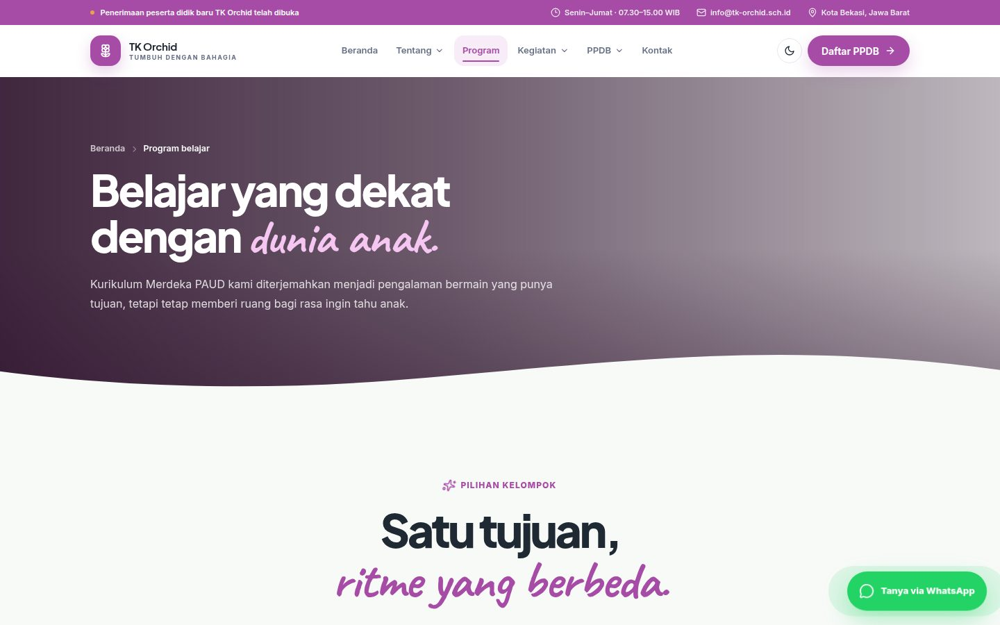 Penerimaan peserta didik baru TK Orchid telah dibuka
Senin–Jumat · 07.30–15.00 WIB
info@tk-orchid.sch.id
Kota Bekasi, Jawa Barat
TK Orchid
TUMBUH DENGAN BAHAGIA
Beranda
Tentang
Program
Kegiatan
PPDB
Kontak
Daftar PPDB
Beranda
Program belajar
Belajar yang dekat
dengan dunia anak.
Kurikulum Merdeka PAUD kami diterjemahkan menjadi pengalaman bermain yang punya
tujuan, tetapi tetap memberi ruang bagi rasa ingin tahu anak.
PILIHAN KELOMPOK
Satu tujuan,
ritme yang berbeda.
Tanya via WhatsApp